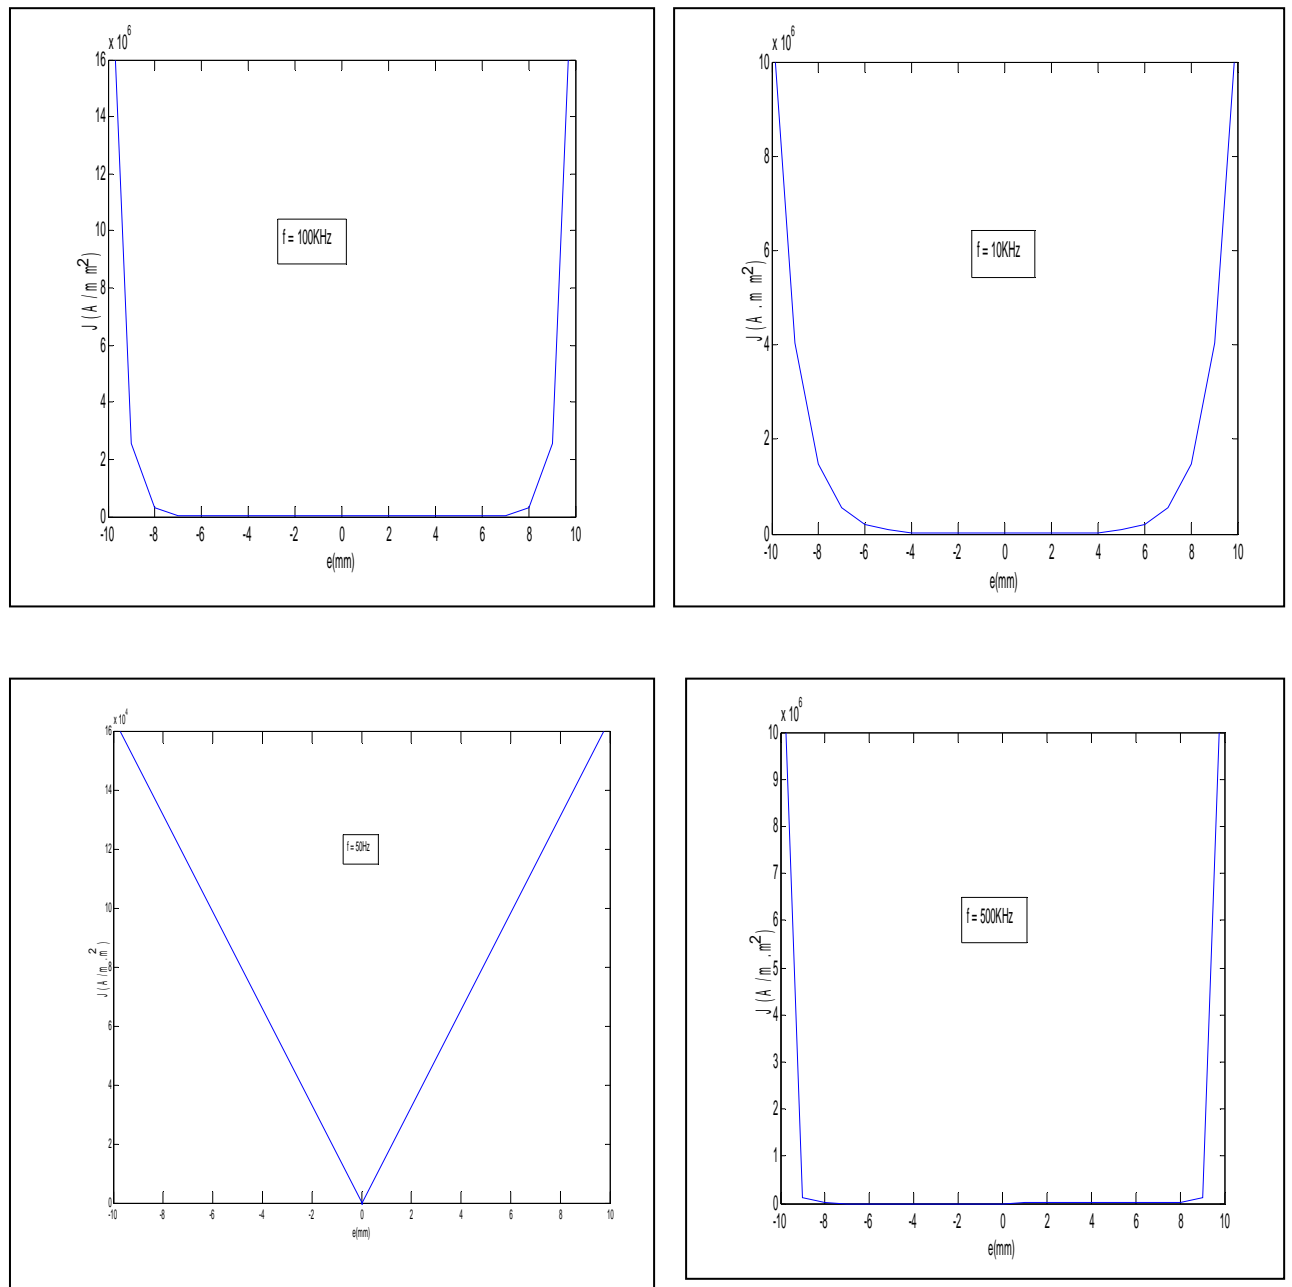 x 10^6
16
14
12
10
8
6
4
2
0
-10 -8 -6 -4 -2 0 2 4 6 8 10
e(mm)
J ( A / m m^2 )
f = 100KHz
x 10^6
10
8
6
4
2
0
-10 -8 -6 -4 -2 0 2 4 6 8 10
e(mm)
J ( A . m m^2 )
f = 10KHz
x 10^4
16
14
12
10
8
6
4
2
0
-10 -8 -6 -4 -2 0 2 4 6 8 10
e(mm)
J ( A / m . m^2 )
f = 50Hz
x 10^6
10
9
8
7
6
5
4
3
2
1
0
-10 -8 -6 -4 -2 0 2 4 6 8 10
e(mm)
J ( A / m . m^2 )
f = 500KHz